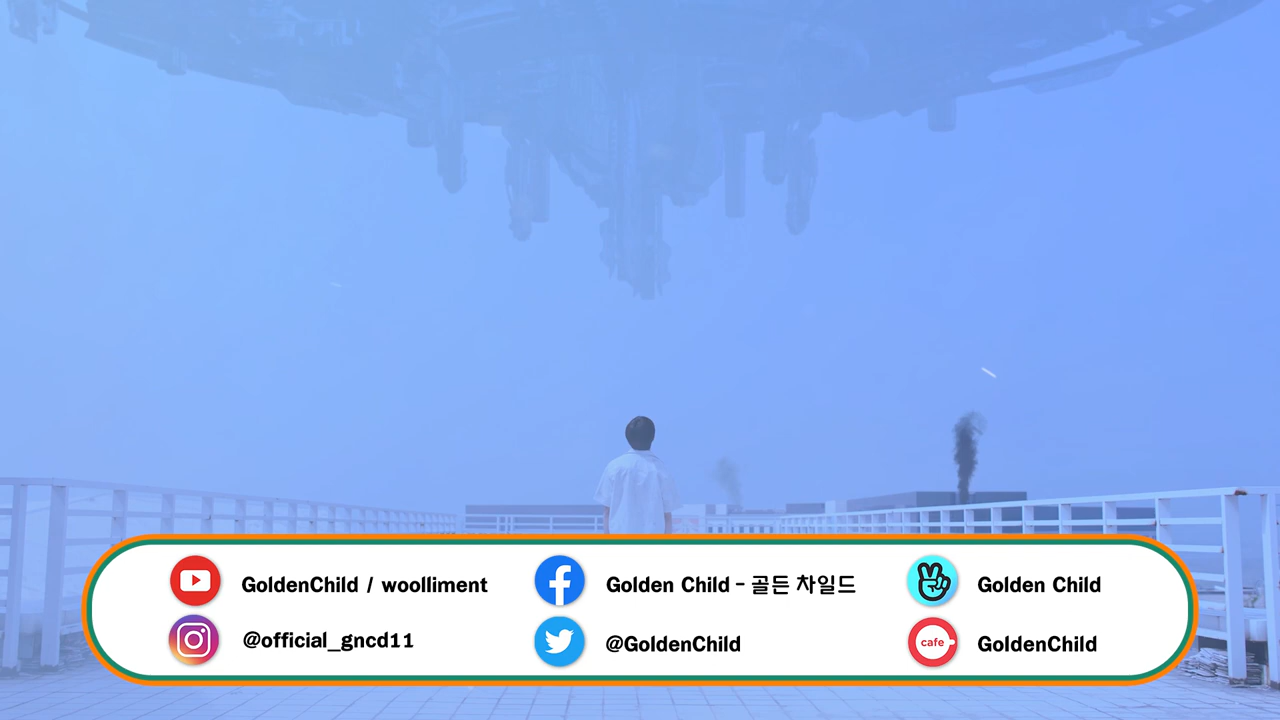 GoldenChild / woolliment
Golden Child - 골든 차일드
Golden Child
@official_gncd11
@GoldenChild
cafe
GoldenChild